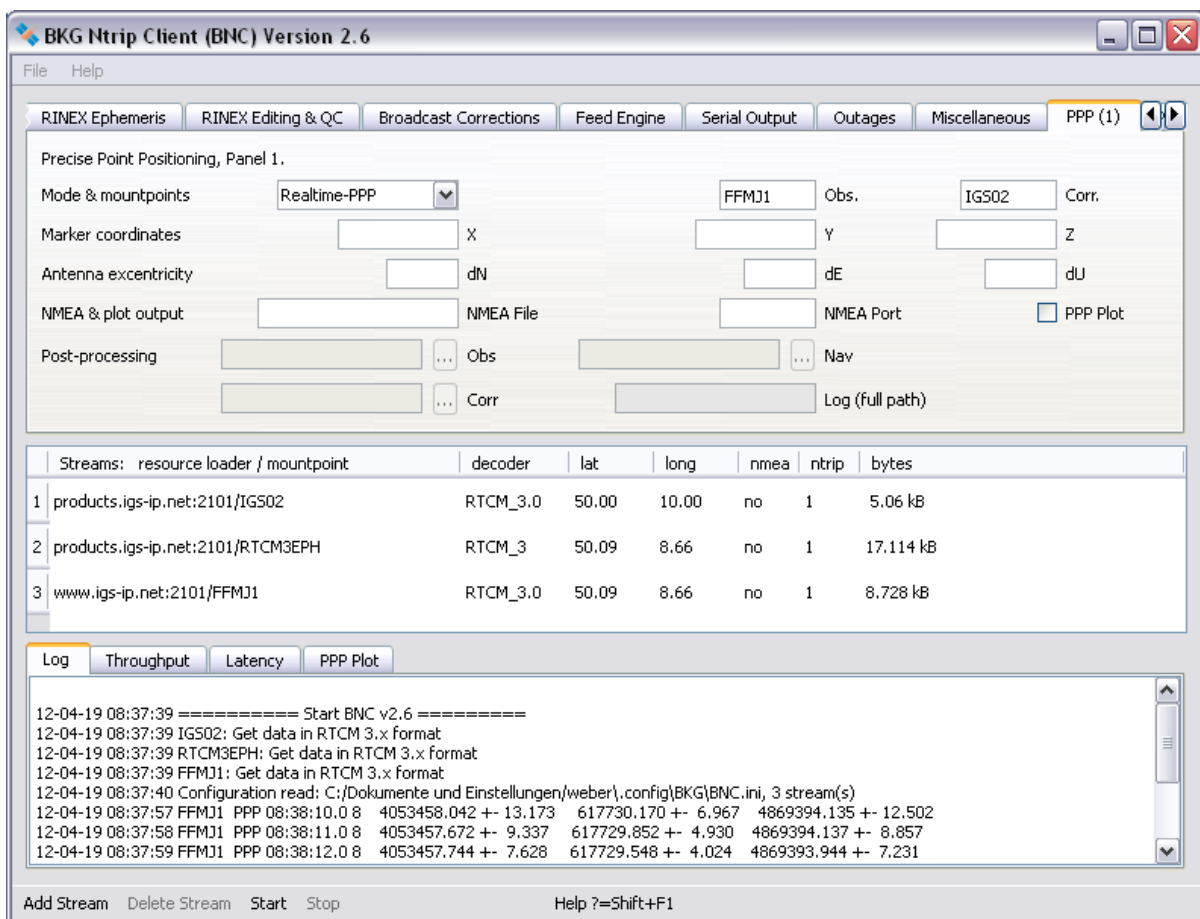 BKG Ntrip Client (BNC) Version 2.6
File Help
RINEX Ephemeris RINEX Editing & QC Broadcast Corrections Feed Engine Serial Output Outages Miscellaneous PPP (1)
Precise Point Positioning, Panel 1.
Mode & mountpoints Realtime-PPP FFMJ1 Obs. IGS02 Corr.
Marker coordinates X Y Z
Antenna excentricity dN dE dU
NMEA & plot output NMEA File NMEA Port PPP Plot
Post-processing ... Obs ... Nav
... Corr Log (full path)
Streams: resource loader / mountpoint decoder lat long nmea ntrip bytes
1 products.igs-ip.net:2101/IGS02 RTCM_3.0 50.00 10.00 no 1 5.06 kB
2 products.igs-ip.net:2101/RTCM3EPH RTCM_3 50.09 8.66 no 1 17.114 kB
3 www.igs-ip.net:2101/FFMJ1 RTCM_3.0 50.09 8.66 no 1 8.728 kB
Log Throughput Latency PPP Plot
12-04-19 08:37:39 ========== Start BNC v2.6 =========
12-04-19 08:37:39 IGS02: Get data in RTCM 3.x format
12-04-19 08:37:39 RTCM3EPH: Get data in RTCM 3.x format
12-04-19 08:37:39 FFMJ1: Get data in RTCM 3.x format
12-04-19 08:37:40 Configuration read: C:/Dokumente und Einstellungen/weber\.config\BKG\BNC.ini, 3 stream(s)
12-04-19 08:37:57 FFMJ1 PPP 08:38:10.0 8 4053458.042 +- 13.173 617730.170 +- 6.967 4869394.135 +- 12.502
12-04-19 08:37:58 FFMJ1 PPP 08:38:11.0 8 4053457.672 +- 9.337 617729.852 +- 4.930 4869394.137 +- 8.857
12-04-19 08:37:59 FFMJ1 PPP 08:38:12.0 8 4053457.744 +- 7.628 617729.548 +- 4.024 4869393.944 +- 7.231
Add Stream Delete Stream Start Stop Help ?=Shift+F1